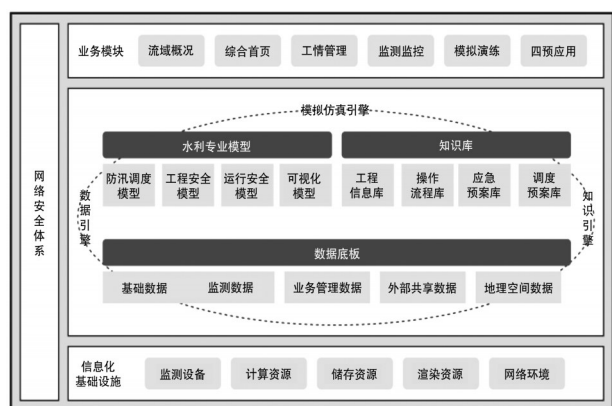 业务模块
流域概况
综合首页
工情管理
监测监控
模拟演练
四预应用
网络安全体系
模拟仿真引擎
数据引擎
知识引擎
水利专业模型
知识库
防汛调度
模型
工程安全
模型
运行安全
模型
可视化
模型
工程
信息库
操作
流程库
应急
预案库
调度
预案库
数据底板
基础数据
监测数据
业务管理数据
外部共享数据
地理空间数据
信息化
基础设施
监测设备
计算资源
储存资源
渲染资源
网络环境